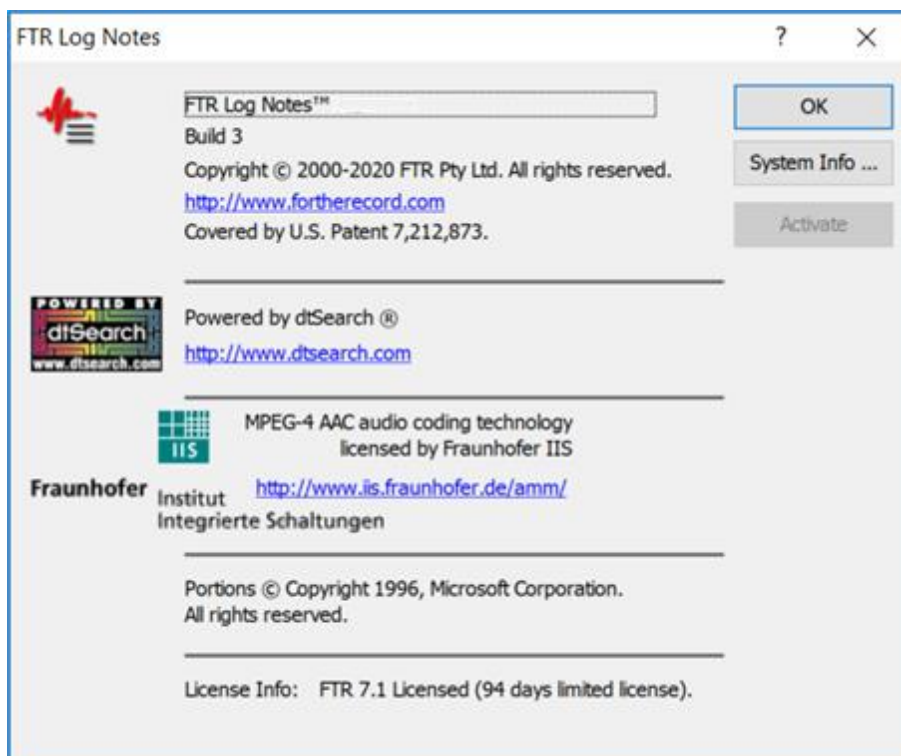 FTR Log Notes
?
FTR Log Notes™
OK
Build 3
Copyright © 2000-2020 FTR Pty Ltd. All rights reserved.
System Info ...
http://www.fortherecord.com
Covered by U.S. Patent 7,212,873.
Activate
POWERED BY
dtSearch
www.dtsearch.com
Powered by dtSearch ®
http://www.dtsearch.com
IIS
MPEG-4 AAC audio coding technology
licensed by Fraunhofer IIS
Fraunhofer Institut
Integrierte Schaltungen
http://www.iis.fraunhofer.de/amm/
Portions © Copyright 1996, Microsoft Corporation.
All rights reserved.
License Info: FTR 7.1 Licensed (94 days limited license).